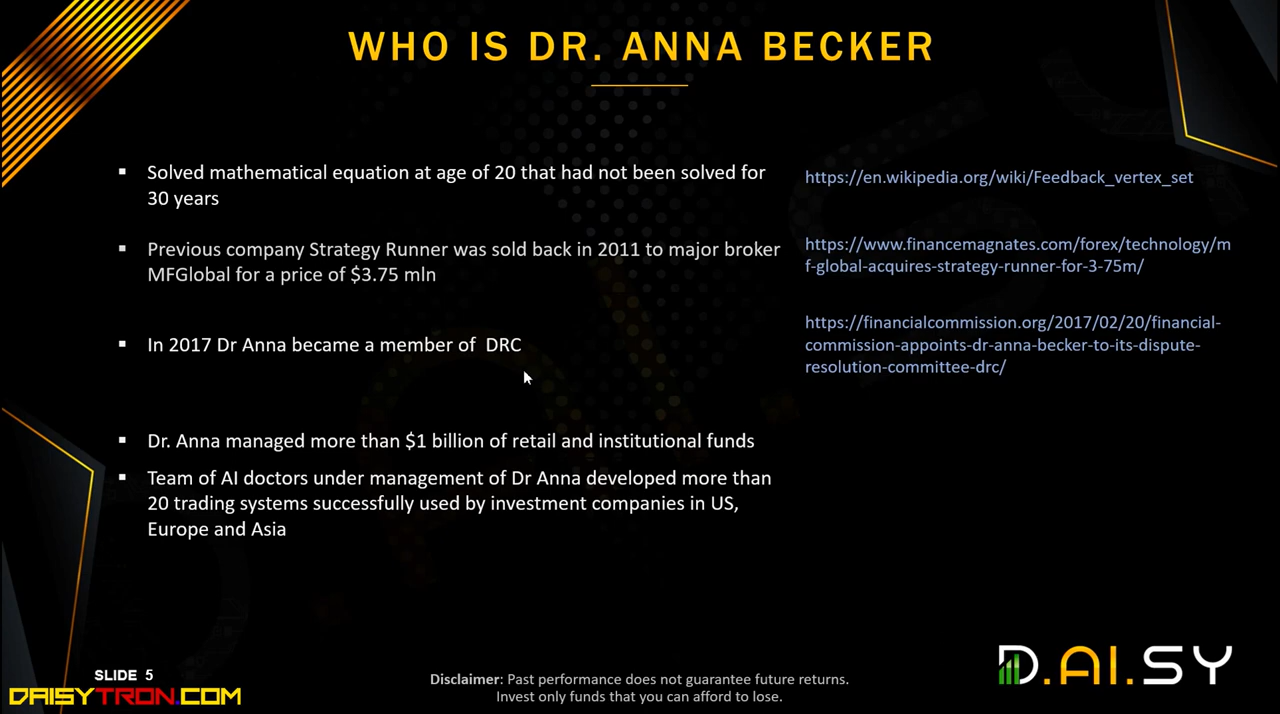 WHO IS DR. ANNA BECKER
▪ Solved mathematical equation at age of 20 that had not been solved for
30 years
https://en.wikipedia.org/wiki/Feedback_vertex_set
▪ Previous company Strategy Runner was sold back in 2011 to major broker
MFGlobal for a price of $3.75 mln
https://www.financemagnates.com/forex/technology/m
f-global-acquires-strategy-runner-for-3-75m/
▪ In 2017 Dr Anna became a member of  DRC
https://financialcommission.org/2017/02/20/financial-
commission-appoints-dr-anna-becker-to-its-dispute-
resolution-committee-drc/
▪ Dr. Anna managed more than $1 billion of retail and institutional funds
▪ Team of AI doctors under management of Dr Anna developed more than
20 trading systems successfully used by investment companies in US,
Europe and Asia
SLIDE 5
DAISYTRON.COM
Disclaimer: Past performance does not guarantee future returns.
Invest only funds that you can afford to lose.
D.AI.SY